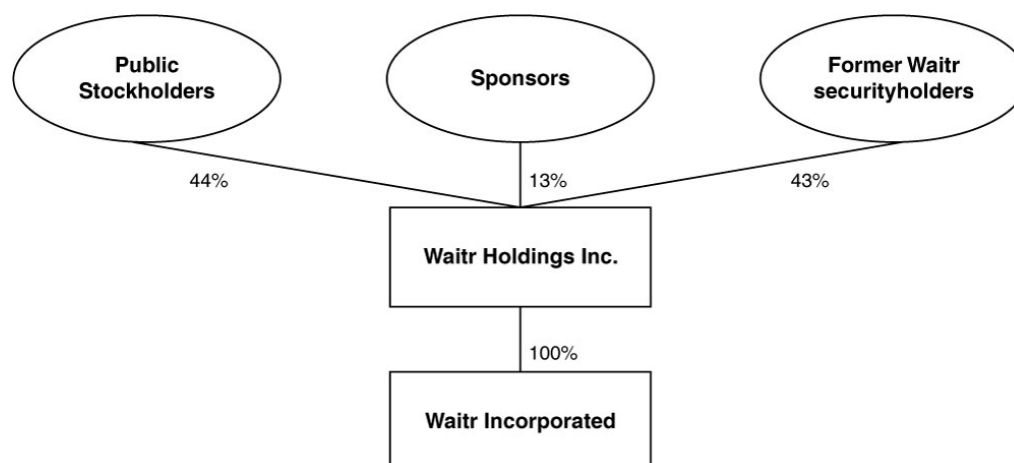 Public
Stockholders
Sponsors
Former Waitr
securityholders
44%
13%
43%
Waitr Holdings Inc.
100%
Waitr Incorporated